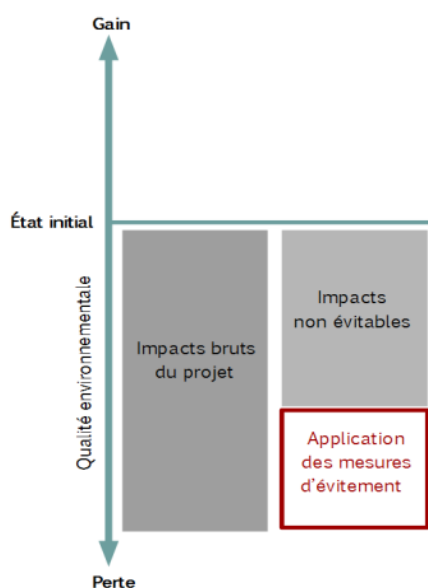 Gain
État initial
Qualité environnementale
Impacts bruts
du projet
Impacts
non évitables
Application
des mesures
d'évitement
Perte